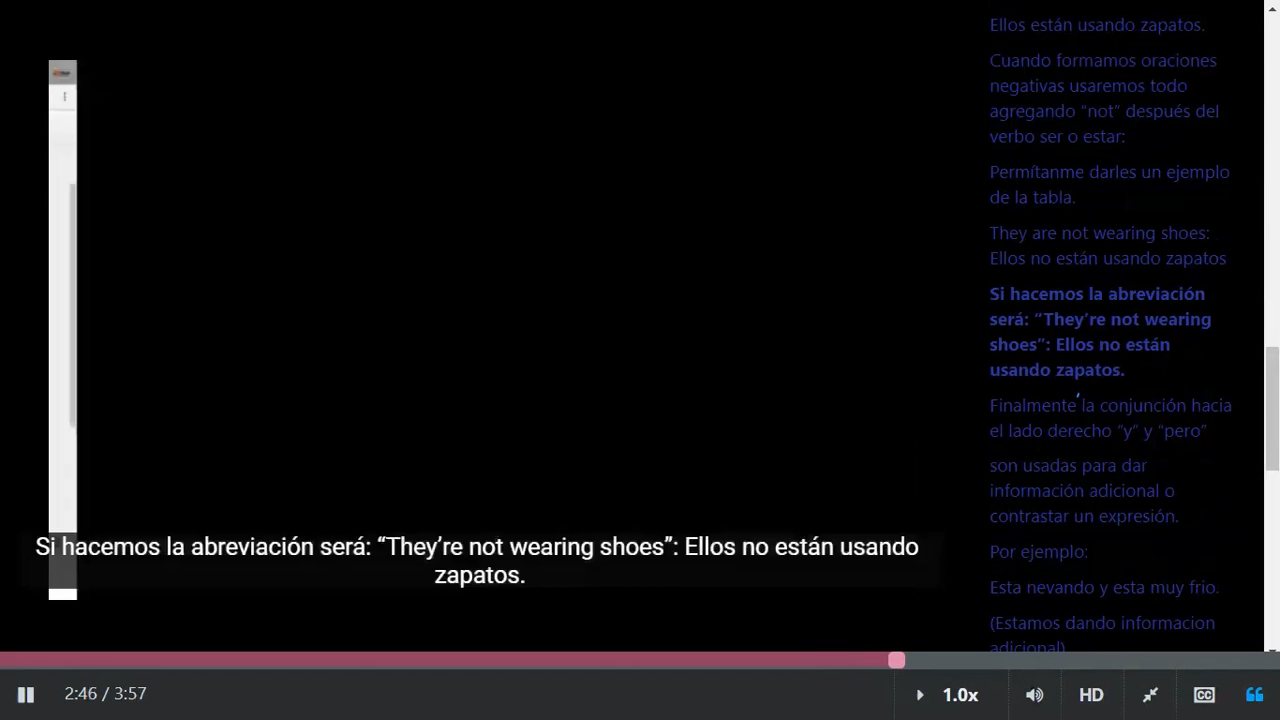 Ellos están usando zapatos.
Cuando formamos oraciones
negativas usaremos todo
agregando “not” después del
verbo ser o estar:
Permítanme darles un ejemplo
de la tabla.
They are not wearing shoes:
Ellos no están usando zapatos
Si hacemos la abreviación
será: “They’re not wearing
shoes”: Ellos no están
usando zapatos.
Finalmente la conjunción hacia
el lado derecho “y” y “pero”
son usadas para dar
información adicional o
contrastar un expresión.
Por ejemplo:
Esta nevando y esta muy frio.
(Estamos dando informacion
adicional)
Si hacemos la abreviación será: “They’re not wearing shoes”: Ellos no están usando
zapatos.
2:46 / 3:57
1.0x
HD
CC